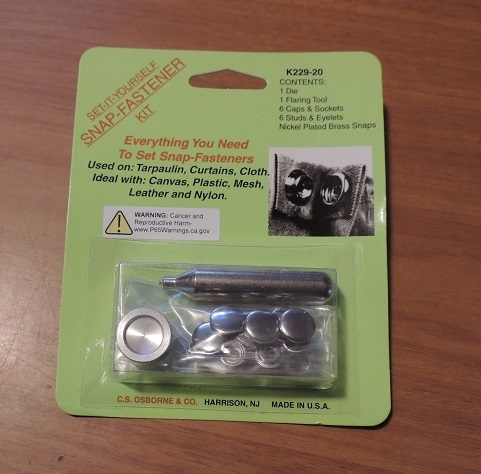 SET-IT-YOURSELF
SNAP-FASTENER
KIT
K229-20
CONTENTS:
1 Die
1 Flaring Tool
6 Caps & Sockets
6 Studs & Eyelets
Nickel Plated Brass Snaps
Everything You Need
To Set Snap-Fasteners
Used on: Tarpaulin, Curtains, Cloth.
Ideal with: Canvas, Plastic, Mesh,
Leather and Nylon.
WARNING: Cancer and
Reproductive Harm-
www.P65Warnings.ca.gov
C.S. OSBORNE & CO. HARRISON, NJ MADE IN U.S.A.